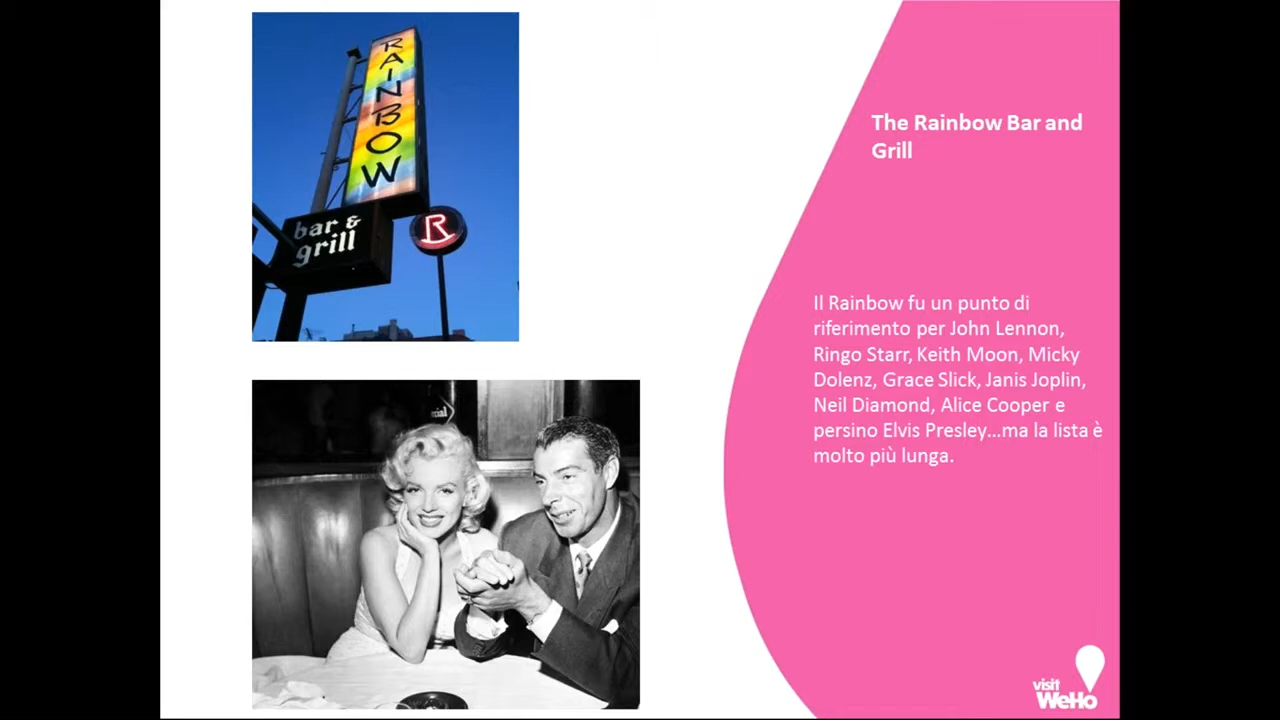 RAINBOW
bar &
grill
R
The Rainbow Bar and
Grill
Il Rainbow fu un punto di
riferimento per John Lennon,
Ringo Starr, Keith Moon, Micky
Dolenz, Grace Slick, Janis Joplin,
Neil Diamond, Alice Cooper e
persino Elvis Presley…ma la lista è
molto più lunga.
visit
WeHo